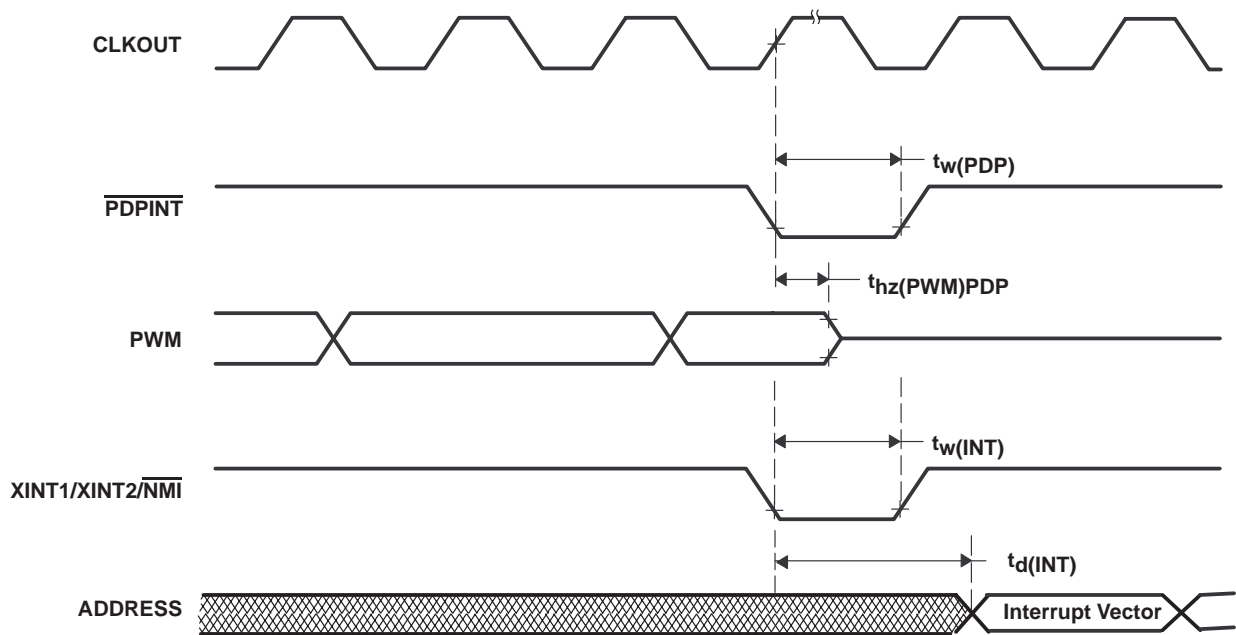 CLKOUT
tw(PDP)
PDPINT
thz(PWM)PDP
PWM
tw(INT)
XINT1/XINT2/NMI
td(INT)
ADDRESS
Interrupt Vector